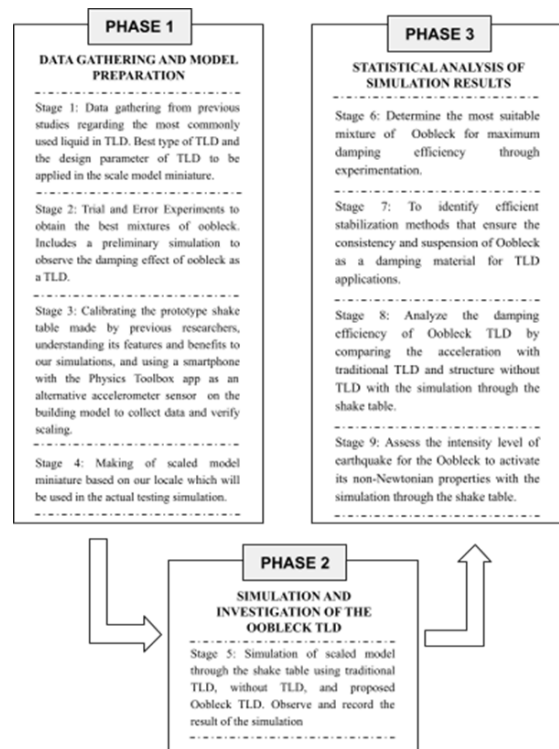 PHASE 1
DATA GATHERING AND MODEL
PREPARATION
Stage 1: Data gathering from previous
studies regarding the most commonly
used liquid in TLD. Best type of TLD and
the design parameter of TLD to be
applied in the scale model miniature.
Stage 2: Trial and Error Experiments to
obtain the best mixtures of oobleck.
Includes a preliminary simulation to
observe the damping effect of oobleck as
a TLD.
Stage 3: Calibrating the prototype shake
table made by previous researchers,
understanding its features and benefits to
our simulations, and using a smartphone
with the Physics Toolbox app as an
alternative accelerometer sensor on the
building model to collect data and verify
scaling.
Stage 4: Making of scaled model
miniature based on our locale which will
be used in the actual testing simulation.
PHASE 2
SIMULATION AND
INVESTIGATION OF THE
OOBLECK TLD
Stage 5: Simulation of scaled model
through the shake table using traditional
TLD, without TLD, and proposed
Oobleck TLD. Observe and record the
result of the simulation
PHASE 3
STATISTICAL ANALYSIS OF
SIMULATION RESULTS
Stage 6: Determine the most suitable
mixture of Oobleck for maximum
damping efficiency through
experimentation.
Stage 7: To identify efficient
stabilization methods that ensure the
consistency and suspension of Oobleck
as a damping material for TLD
applications.
Stage 8: Analyze the damping
efficiency of Oobleck TLD by
comparing the acceleration with
traditional TLD and structure without
TLD with the simulation through the
shake table.
Stage 9: Assess the intensity level of
earthquake for the Oobleck to activate
its non-Newtonian properties with the
simulation through the shake table.